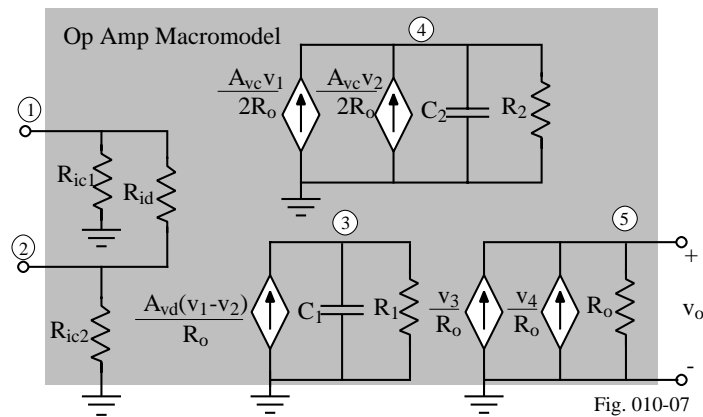 Op Amp Macromodel
4
A_vc v_1
2R_o
A_vc v_2
2R_o
C_2
R_2
1
R_ic1
R_id
2
R_ic2
3
A_vd(v_1-v_2)
R_o
C_1
R_1
5
v_3
R_o
v_4
R_o
R_o
+
v_o
-
Fig. 010-07